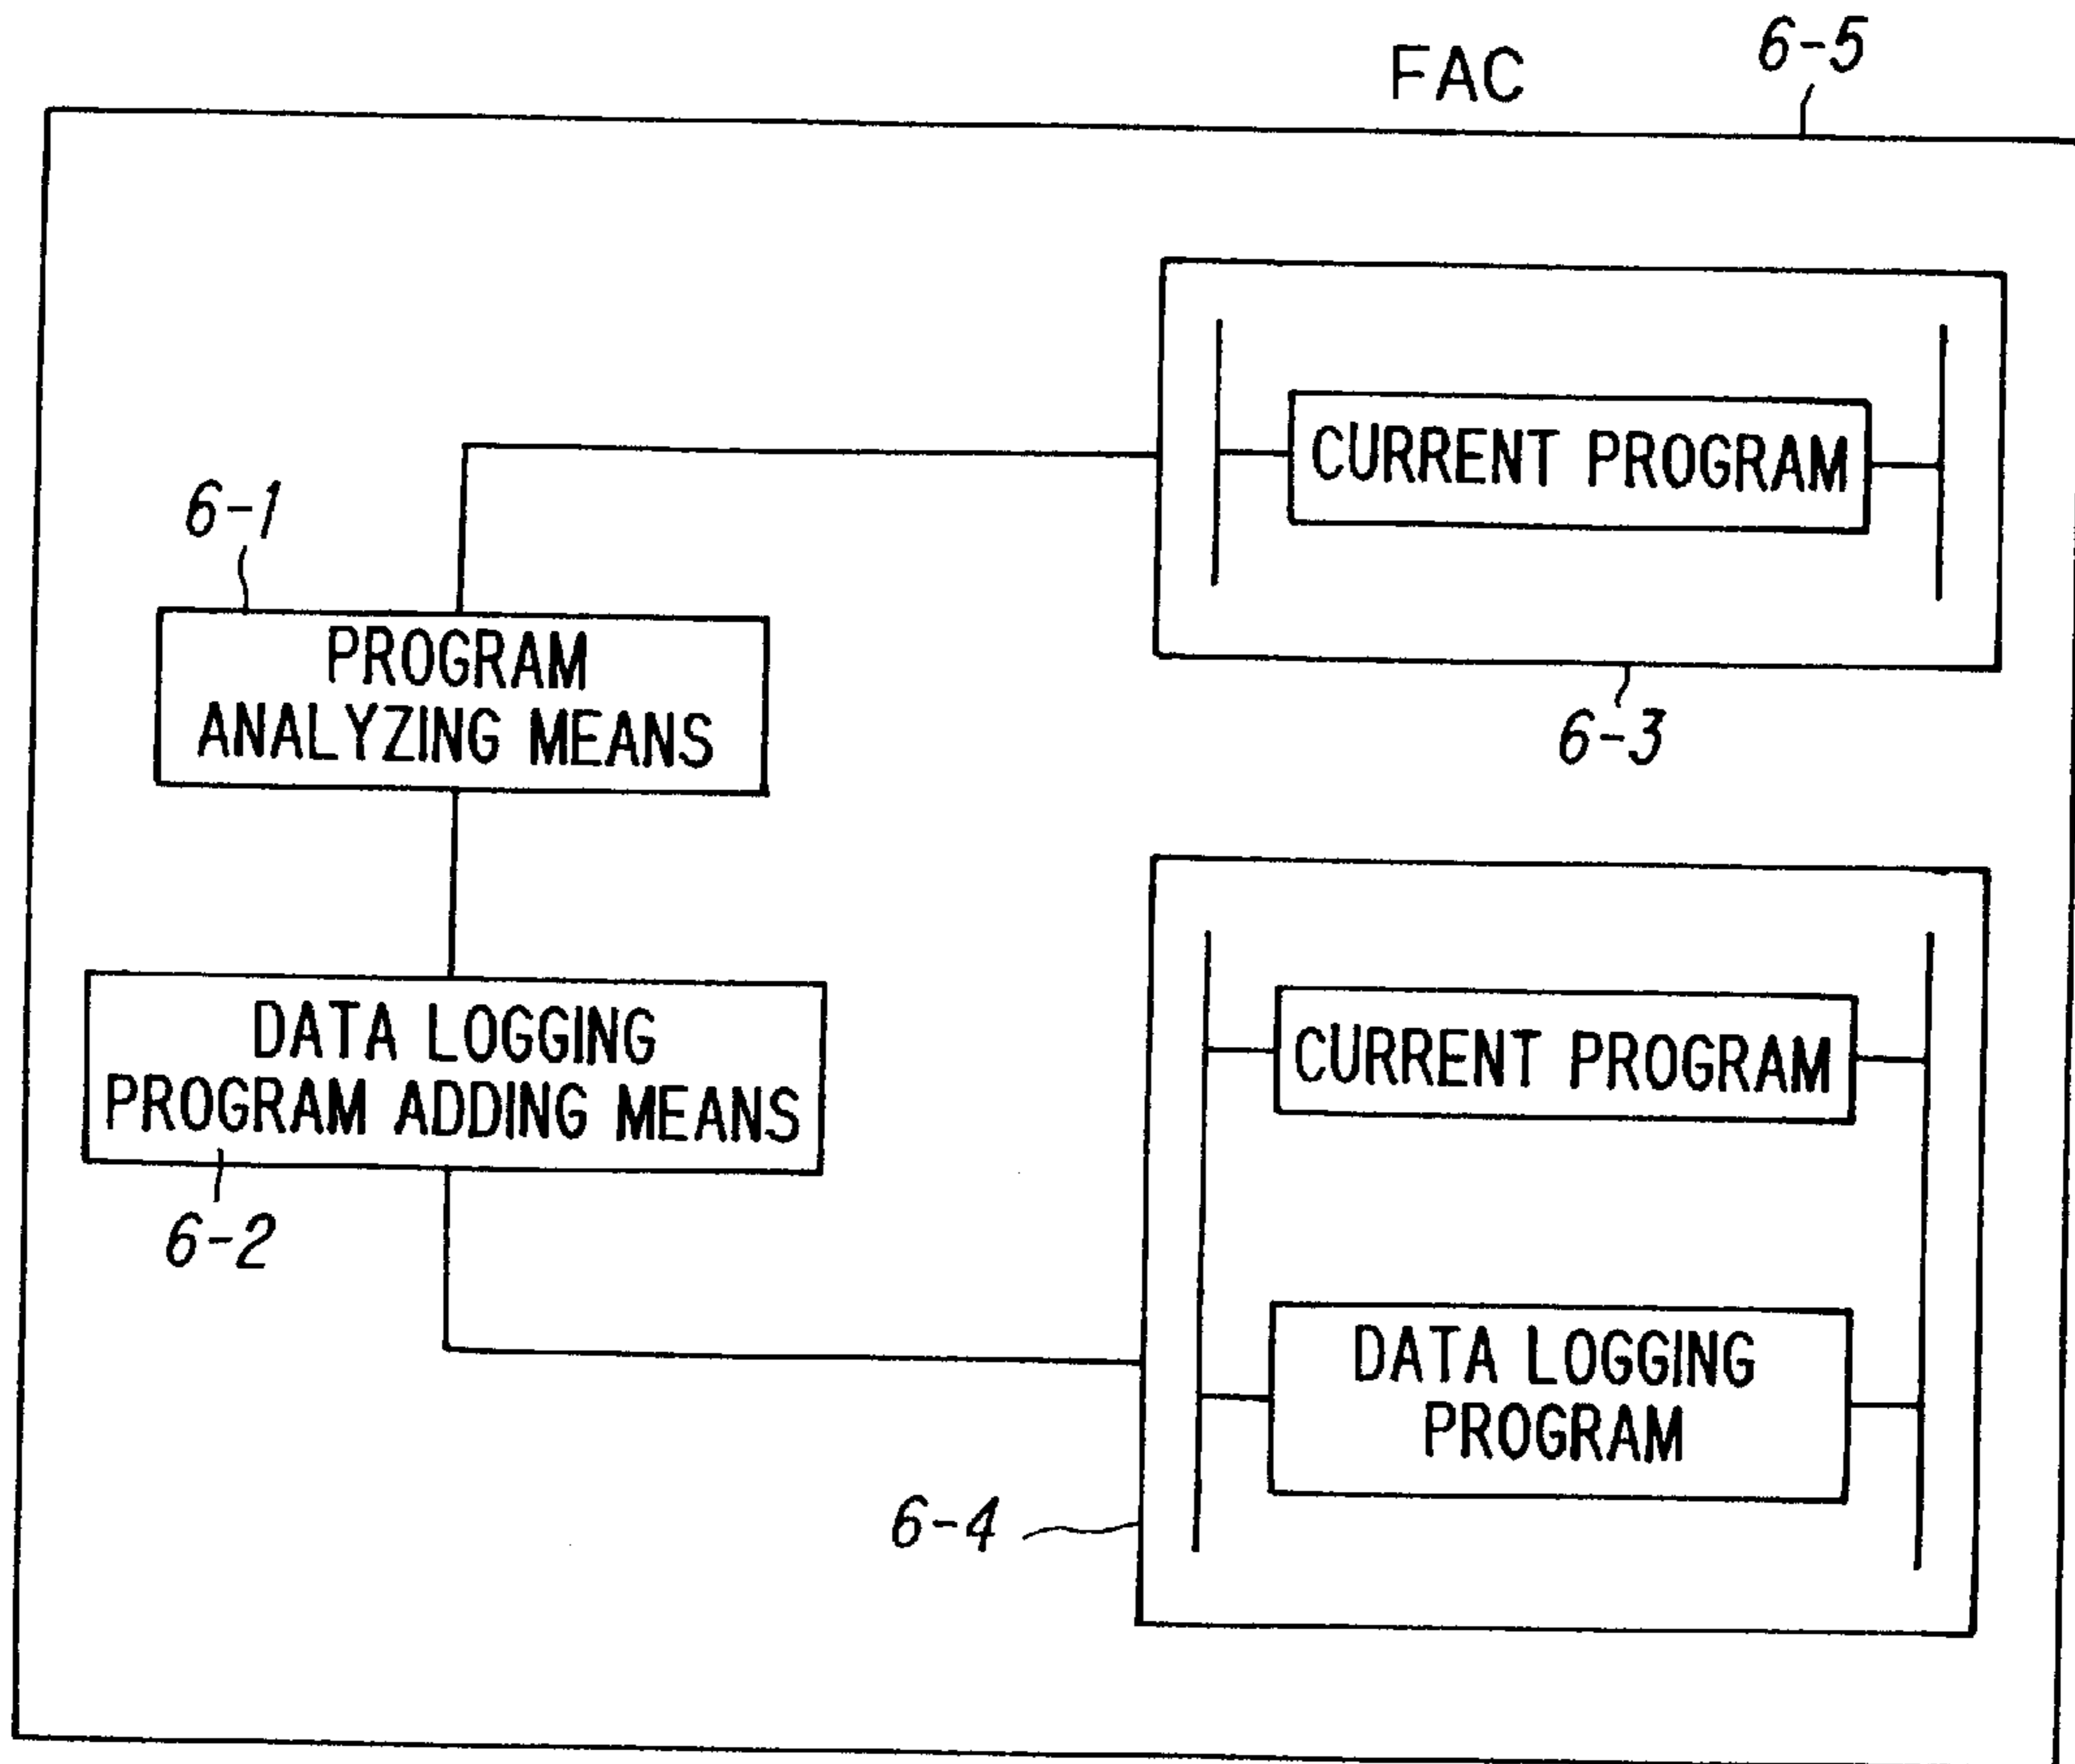 FAC
6-5
CURRENT PROGRAM
6-3
6-1
PROGRAM
ANALYZING MEANS
DATA LOGGING
PROGRAM ADDING MEANS
6-2
CURRENT PROGRAM
DATA LOGGING
PROGRAM
6-4